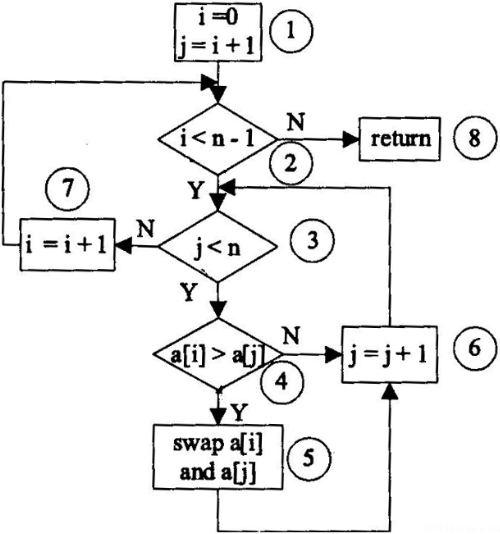 i =0
j = i + 1
1
i < n - 1
N
return
8
2
Y
7
i = i + 1
N
j < n
3
Y
a[i] > a[j]
N
j = j + 1
6
4
Y
swap a[i]
and a[j]
5